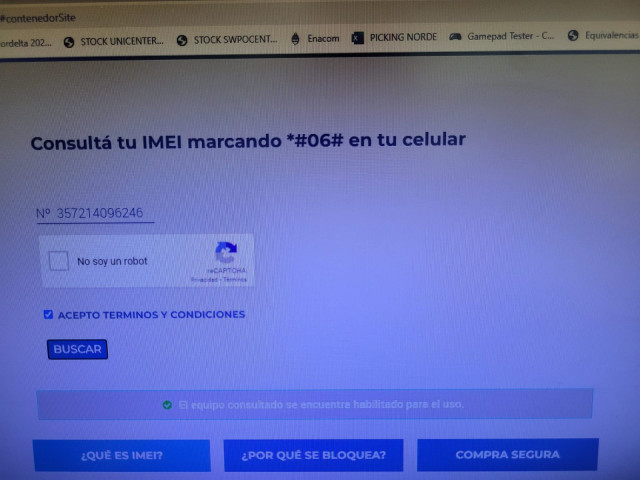 #contenedorSite
ordelta 202... STOCK UNICENTER... STOCK SWPOCENT... Enacom PICKING NORDE Gamepad Tester - C... Equivalencias
Consultá tu IMEI marcando *#06# en tu celular
Nº 357214096246
No soy un robot
reCAPTCHA
Privacidad - Términos
ACEPTO TERMINOS Y CONDICIONES
BUSCAR
El equipo consultado se encuentra habilitado para el uso.
¿QUÉ ES IMEI? ¿POR QUÉ SE BLOQUEA? COMPRA SEGURA